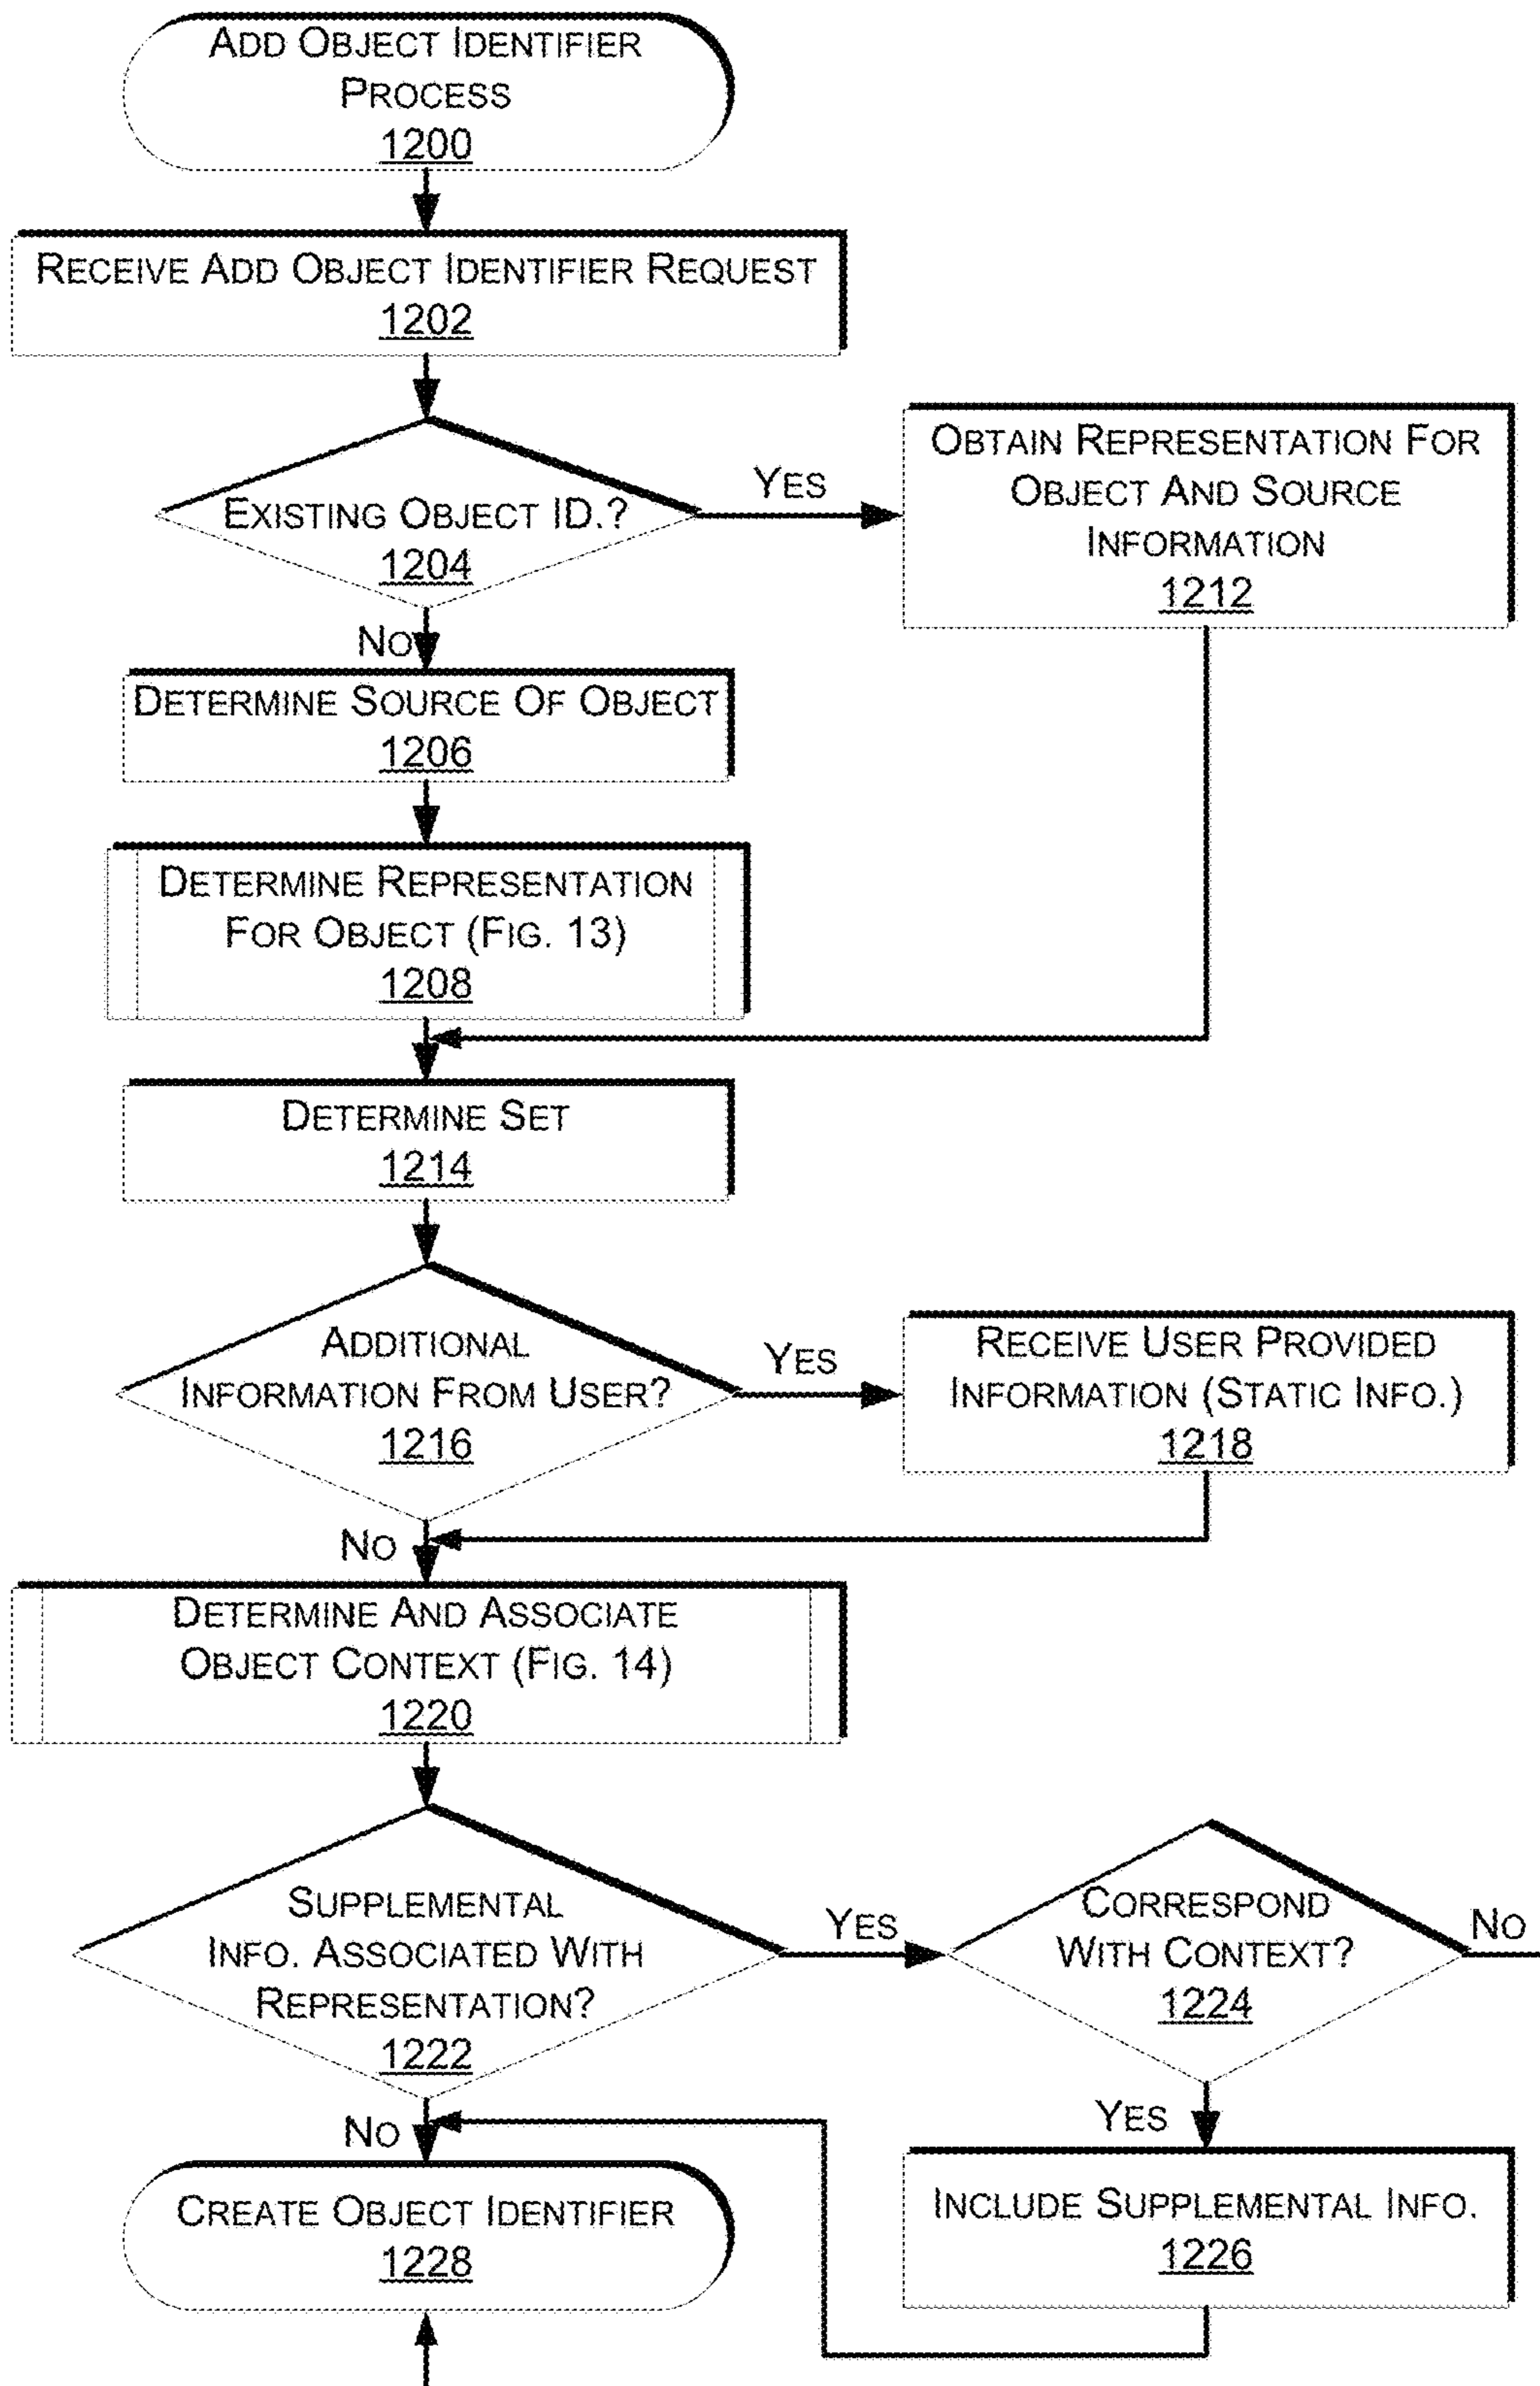 ADD OBJECT IDENTIFIER
PROCESS
1200
RECEIVE ADD OBJECT IDENTIFIER REQUEST
1202
EXISTING OBJECT ID.?
1204
YES
OBTAIN REPRESENTATION FOR
OBJECT AND SOURCE
INFORMATION
1212
NO
DETERMINE SOURCE OF OBJECT
1206
DETERMINE REPRESENTATION
FOR OBJECT (FIG. 13)
1208
DETERMINE SET
1214
ADDITIONAL
INFORMATION FROM USER?
1216
YES
RECEIVE USER PROVIDED
INFORMATION (STATIC INFO.)
1218
NO
DETERMINE AND ASSOCIATE
OBJECT CONTEXT (FIG. 14)
1220
SUPPLEMENTAL
INFO. ASSOCIATED WITH
REPRESENTATION?
1222
YES
CORRESPOND
WITH CONTEXT?
1224
NO
YES
NO
INCLUDE SUPPLEMENTAL INFO.
1226
CREATE OBJECT IDENTIFIER
1228